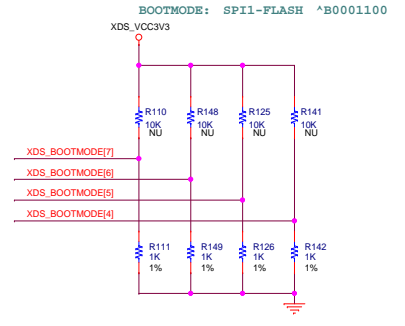 BOOTMODE: SPI1-FLASH ^B0001100
XDS_VCC3V3
R110 R148 R125 R141
10K 10K 10K 10K
NU NU NU NU
XDS_BOOTMODE[7]
XDS_BOOTMODE[6]
XDS_BOOTMODE[5]
XDS_BOOTMODE[4]
R111 R149 R126 R142
1K 1K 1K 1K
1% 1% 1% 1%